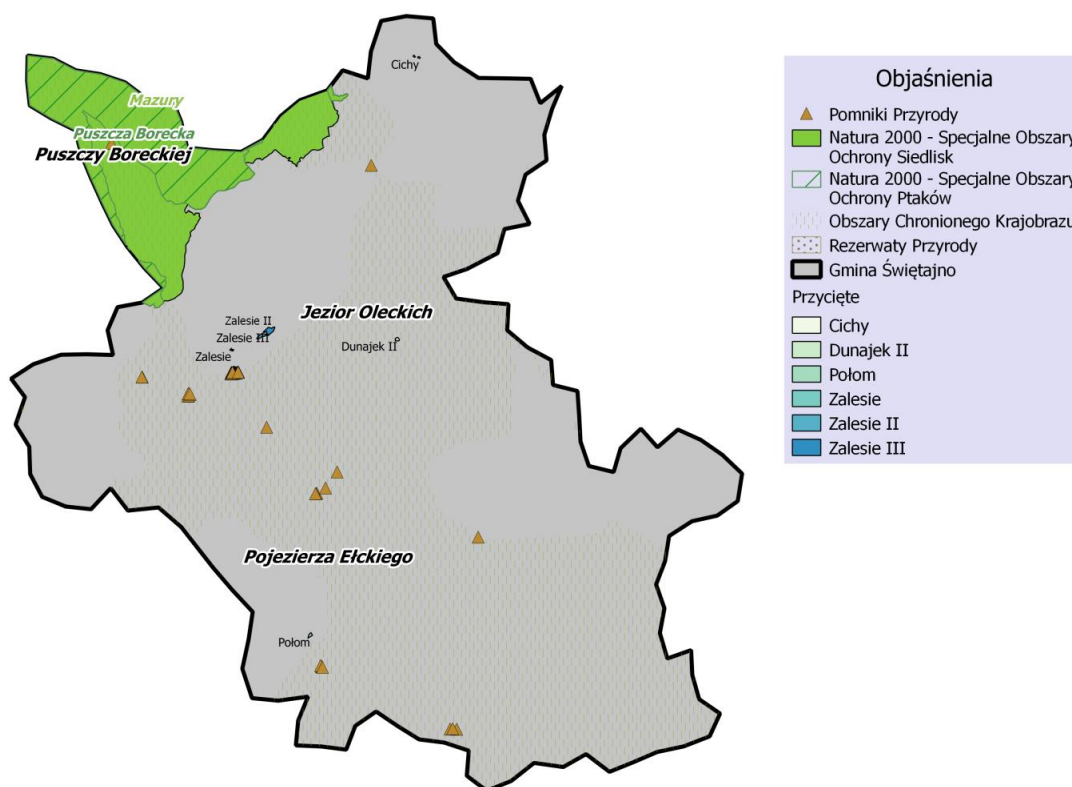 Cichy
Mazury
Puszcza Borecka
Puszczy Boreckiej
Jezior Oleckich
Zalesie II
Zalesie III
Zalesie
Dunajek II
Pojezierza Ełckiego
Połom
Objaśnienia
Pomniki Przyrody
Natura 2000 - Specjalne Obszary
Ochrony Siedlisk
Natura 2000 - Specjalne Obszary
Ochrony Ptaków
Obszary Chronionego Krajobrazu
Rezerwaty Przyrody
Gmina Świętajno
Przycięte
Cichy
Dunajek II
Połom
Zalesie
Zalesie II
Zalesie III